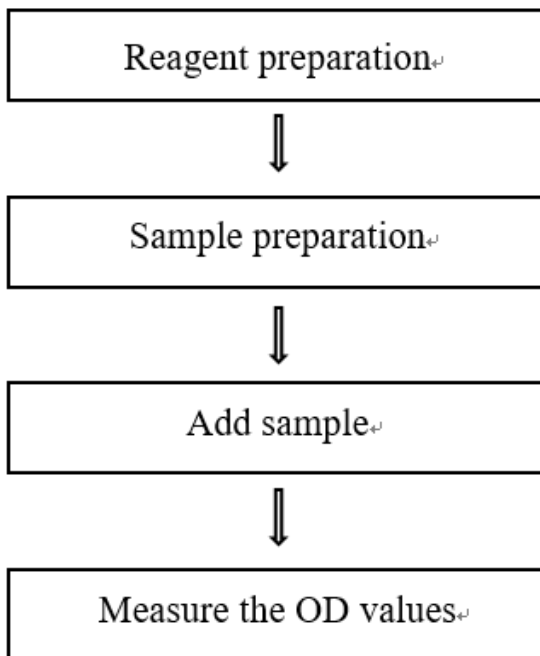 Reagent preparation
Sample preparation
Add sample
Measure the OD values